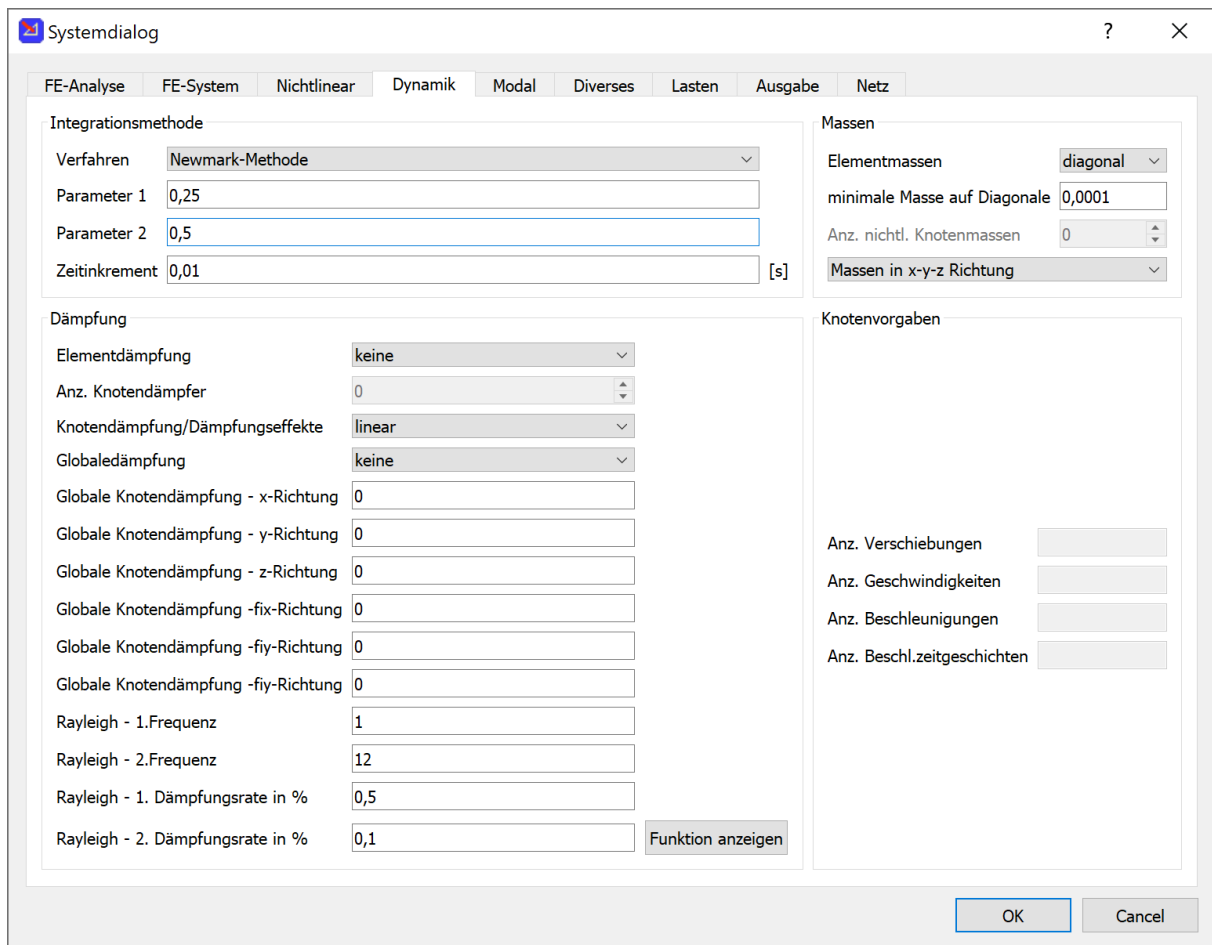 Systemdialog
?
FE-Analyse FE-System Nichtlinear Dynamik Modal Diverses Lasten Ausgabe Netz
Integrationsmethode
Verfahren Newmark-Methode
Parameter 1 0,25
Parameter 2 0,5
Zeitinkrement 0,01 [s]
Massen
Elementmassen diagonal
minimale Masse auf Diagonale 0,0001
Anz. nichtl. Knotenmassen 0
Massen in x-y-z Richtung
Dämpfung
Elementdämpfung keine
Anz. Knotendämpfer 0
Knotendämpfung/Dämpfungseffekte linear
Globaledämpfung keine
Globale Knotendämpfung - x-Richtung 0
Globale Knotendämpfung - y-Richtung 0
Globale Knotendämpfung - z-Richtung 0
Globale Knotendämpfung -fix-Richtung 0
Globale Knotendämpfung -fiy-Richtung 0
Globale Knotendämpfung -fiy-Richtung 0
Rayleigh - 1.Frequenz 1
Rayleigh - 2.Frequenz 12
Rayleigh - 1. Dämpfungsrate in % 0,5
Rayleigh - 2. Dämpfungsrate in % 0,1 Funktion anzeigen
Knotenvorgaben
Anz. Verschiebungen
Anz. Geschwindigkeiten
Anz. Beschleunigungen
Anz. Beschl.zeitgeschichten
OK Cancel